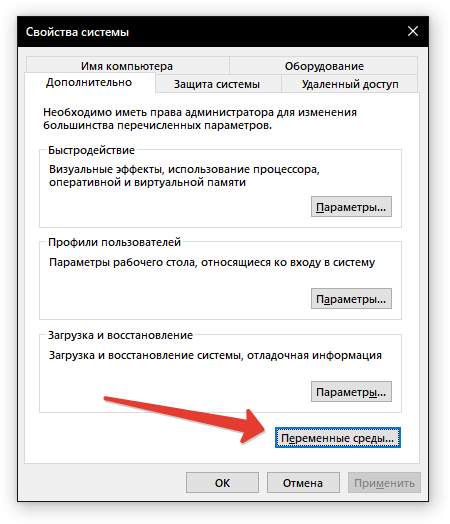 Свойства системы
Имя компьютера
Оборудование
Дополнительно
Защита системы
Удаленный доступ
Необходимо иметь права администратора для изменения
большинства перечисленных параметров.
Быстродействие
Визуальные эффекты, использование процессора,
оперативной и виртуальной памяти
Параметры...
Профили пользователей
Параметры рабочего стола, относящиеся ко входу в систему
Параметры...
Загрузка и восстановление
Загрузка и восстановление системы, отладочная информация
Параметры...
Переменные среды...
ОК
Отмена
Применить